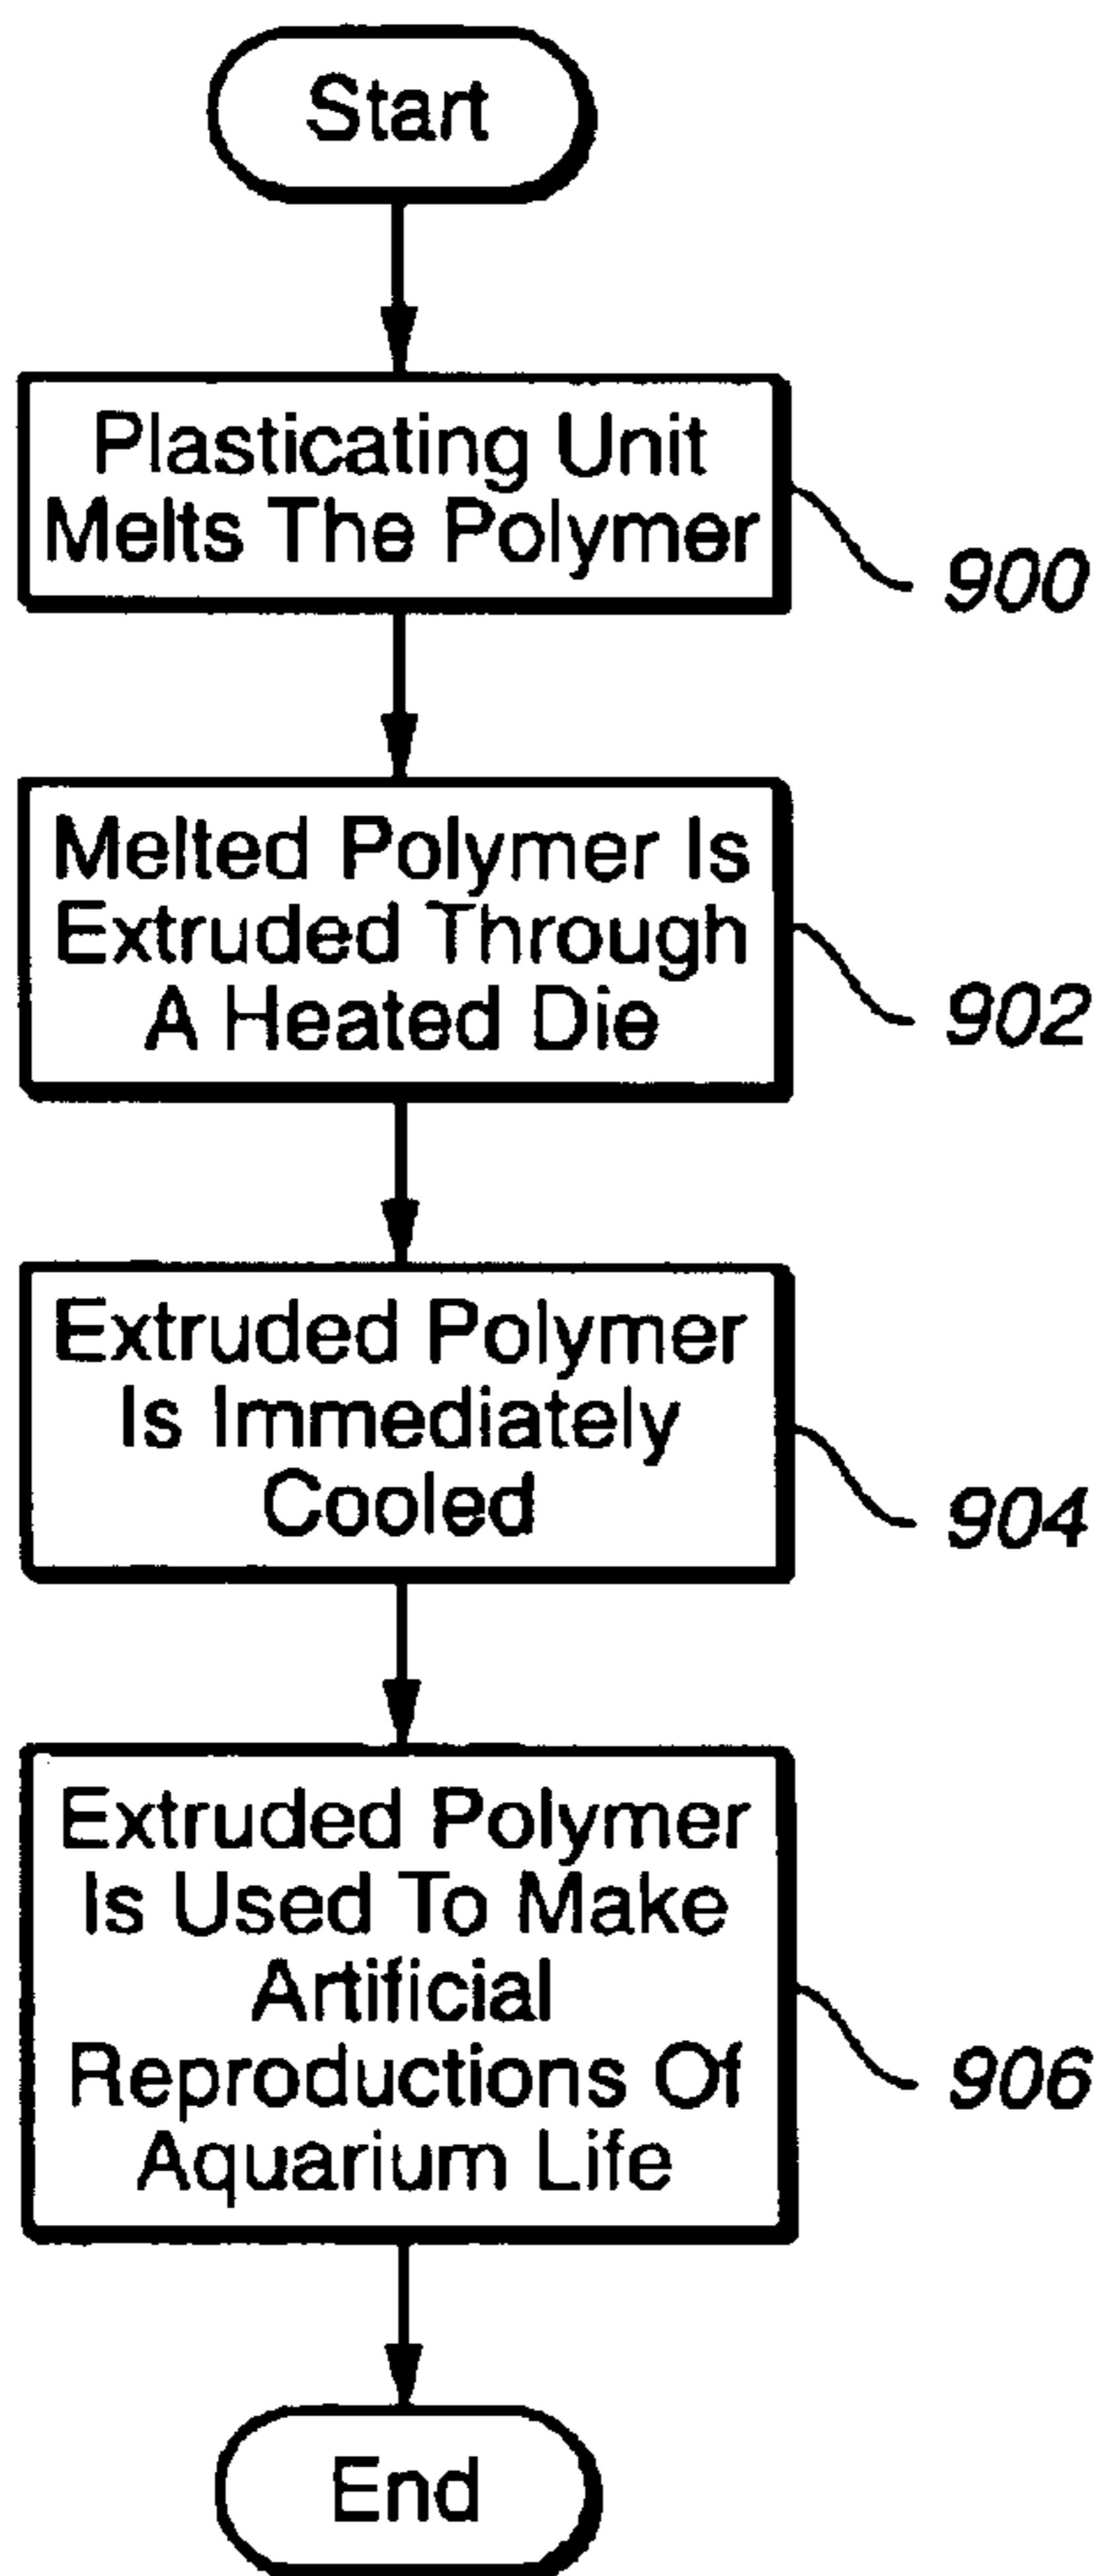 Start
Plasticating Unit
Melts The Polymer
900
Melted Polymer Is
Extruded Through
A Heated Die
902
Extruded Polymer
Is Immediately
Cooled
904
Extruded Polymer
Is Used To Make
Artificial
Reproductions Of
Aquarium Life
906
End